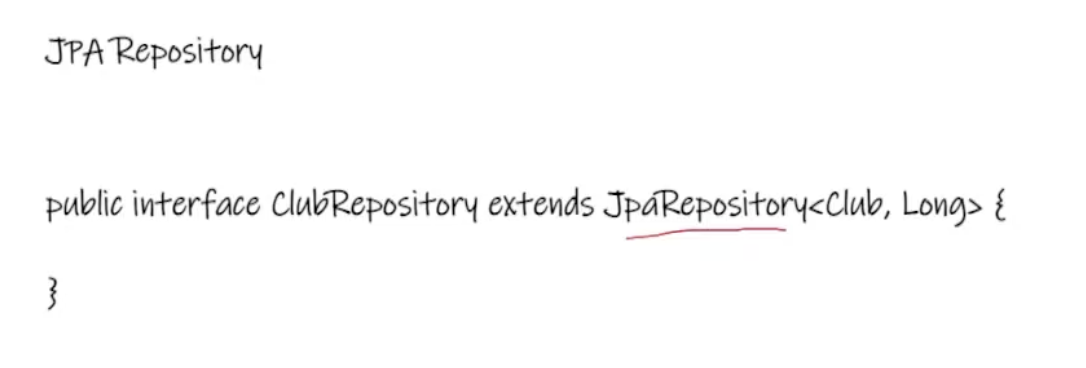 JPA Repository
public interface ClubRepository extends JpaRepository<Club, Long> {
}